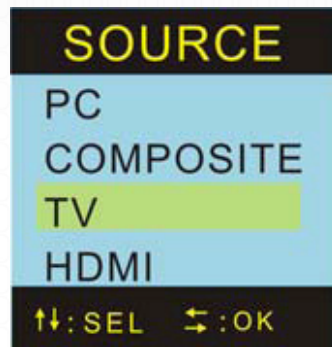 SOURCE
PC
COMPOSITE
TV
HDMI
↑↓:SEL ⇆:OK